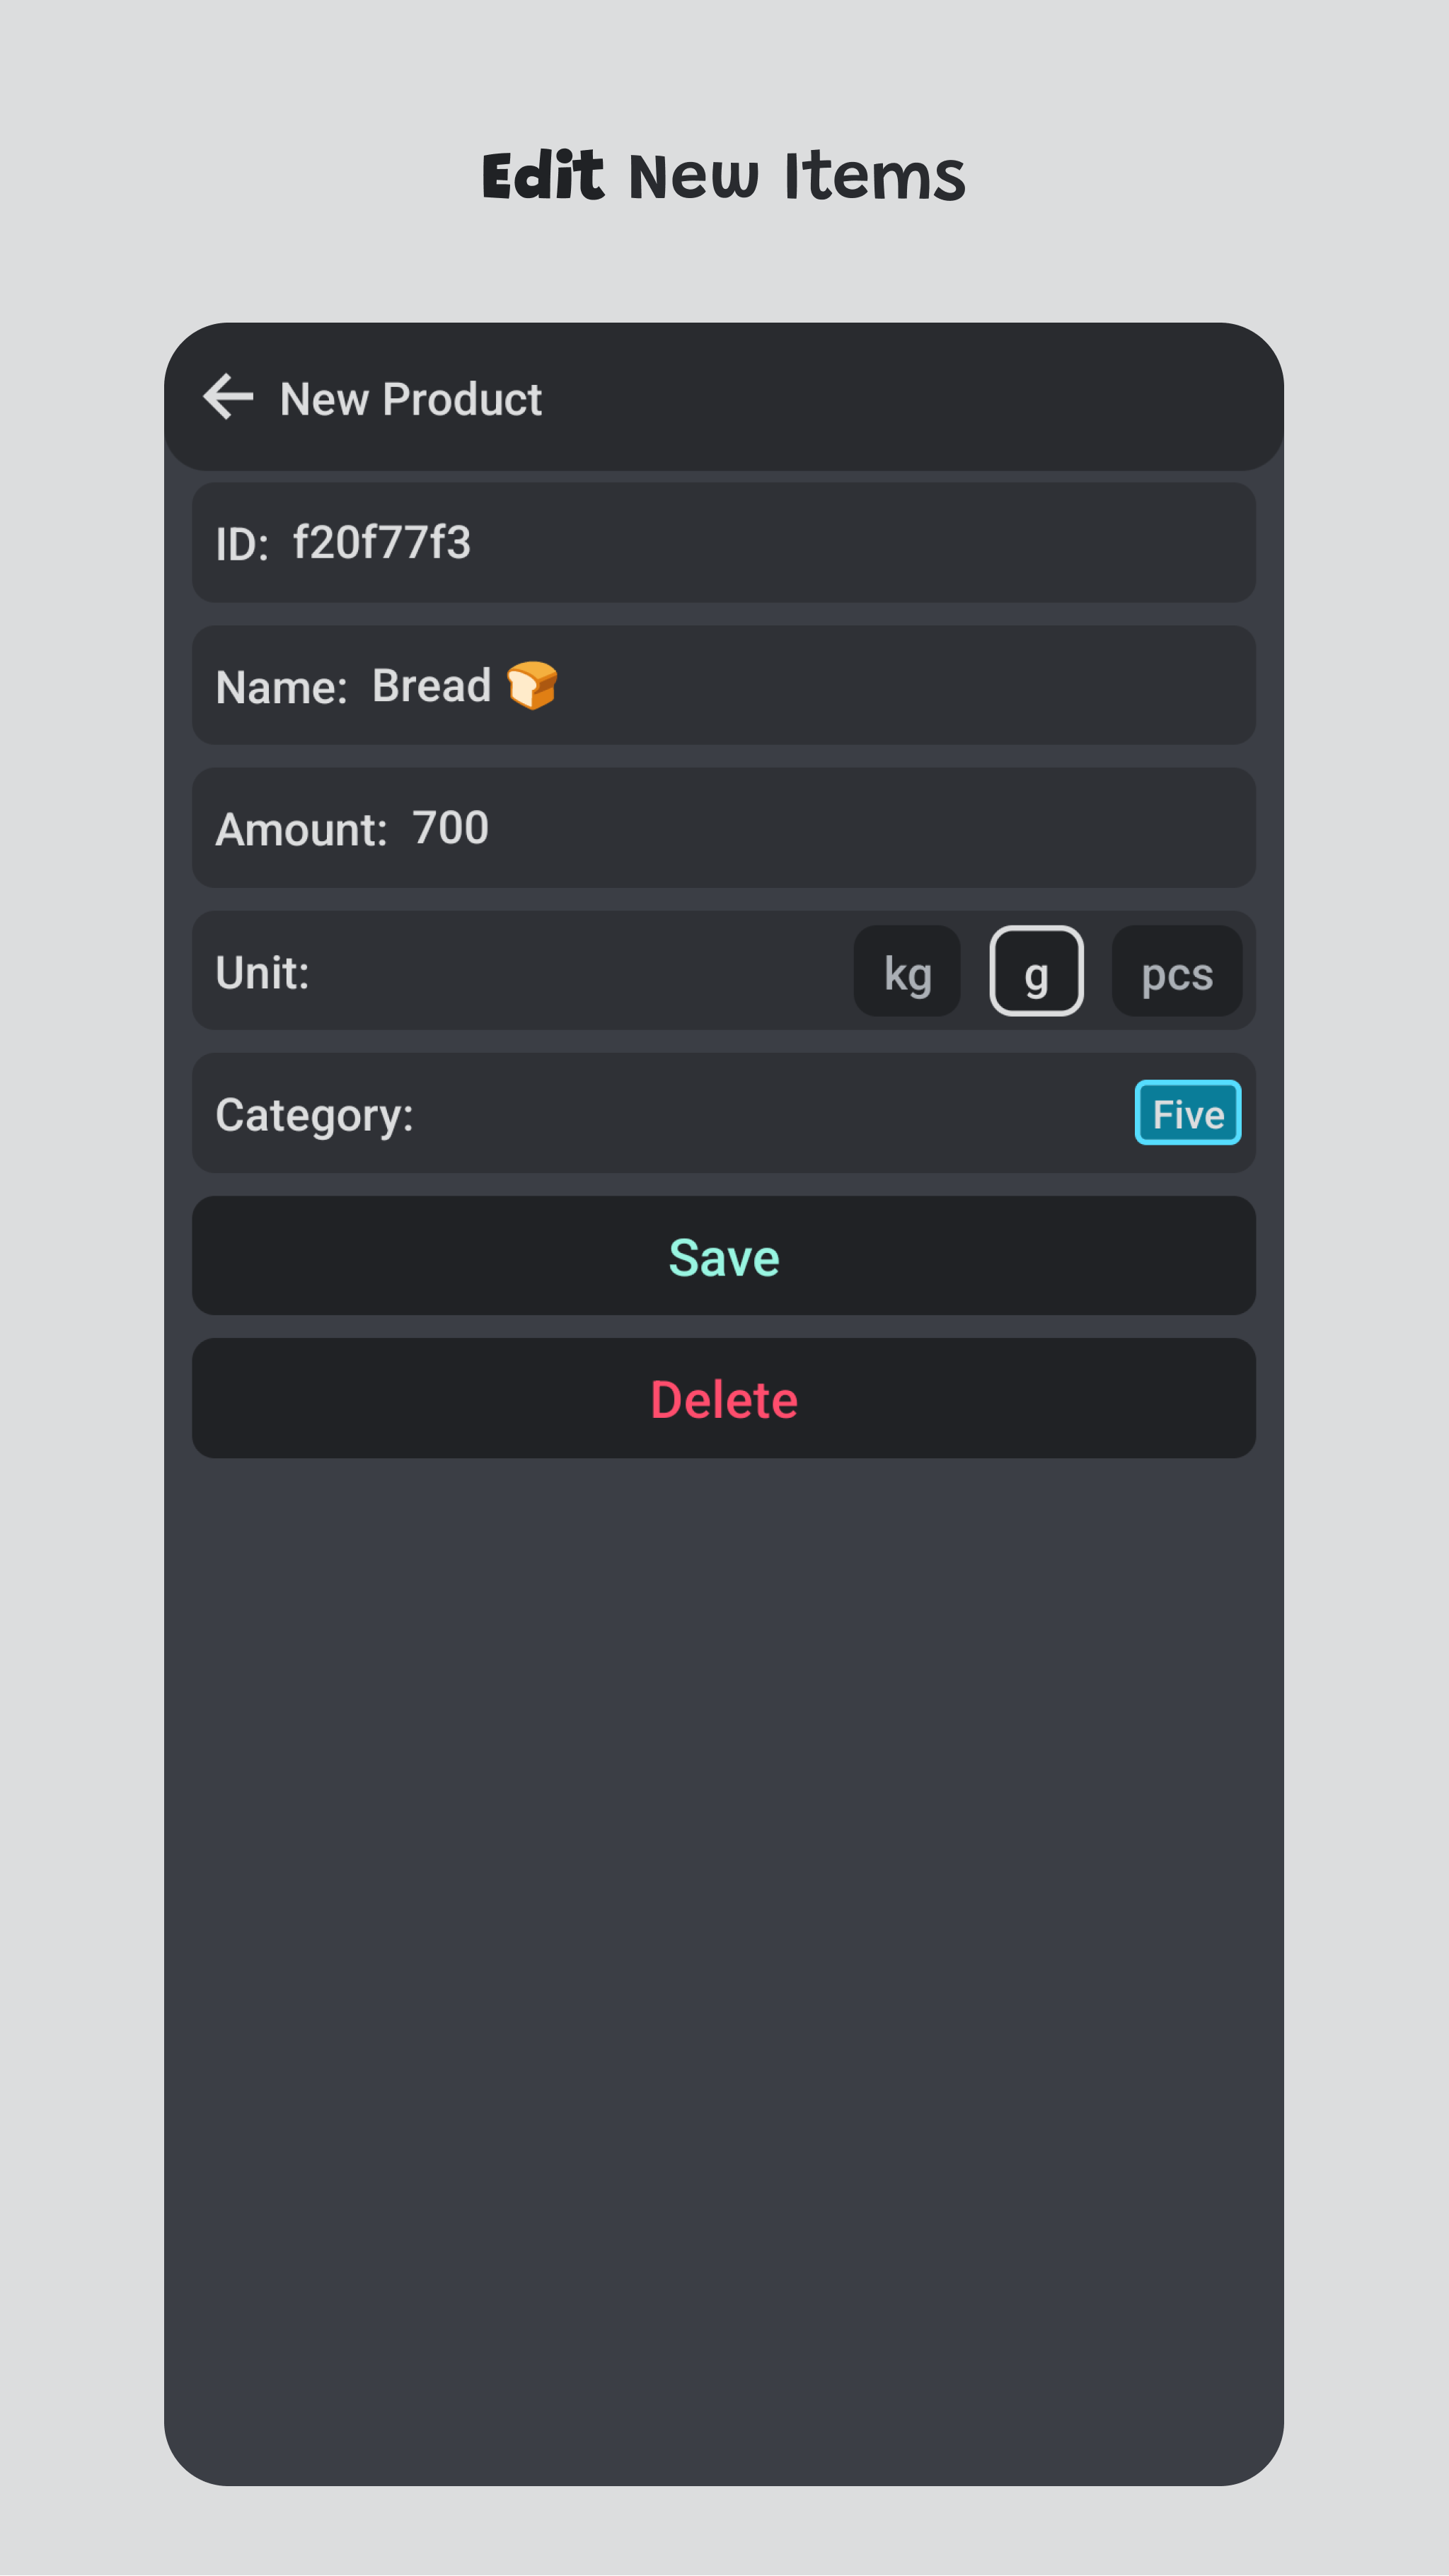 Edit New Items
New Product
ID: f20f77f3
Name: Bread 🍞
Amount: 700
Unit: kg g pcs
Category: Five
Save
Delete